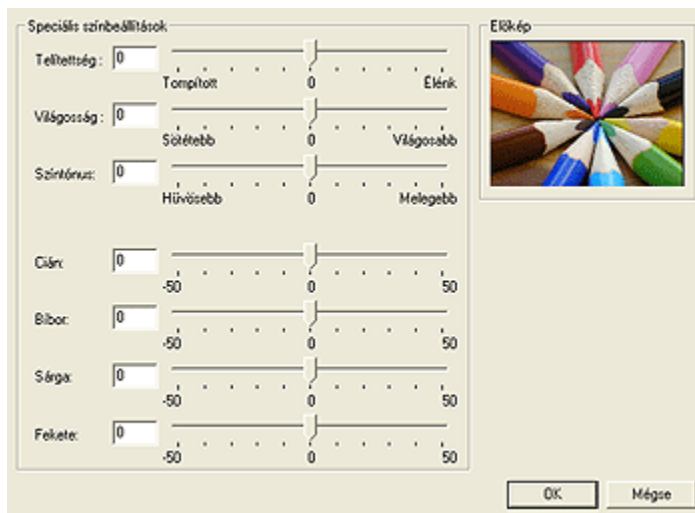 Speciális színbeállítások
Telítettség: 0
Tompított 0 Élénk
Világosság: 0
Sötétebb 0 Világosabb
Színtónus: 0
Hűvösebb 0 Melegebb
Cián: 0
-50 0 50
Bíbor: 0
-50 0 50
Sárga: 0
-50 0 50
Fekete: 0
-50 0 50
Előkép
OK Mégse